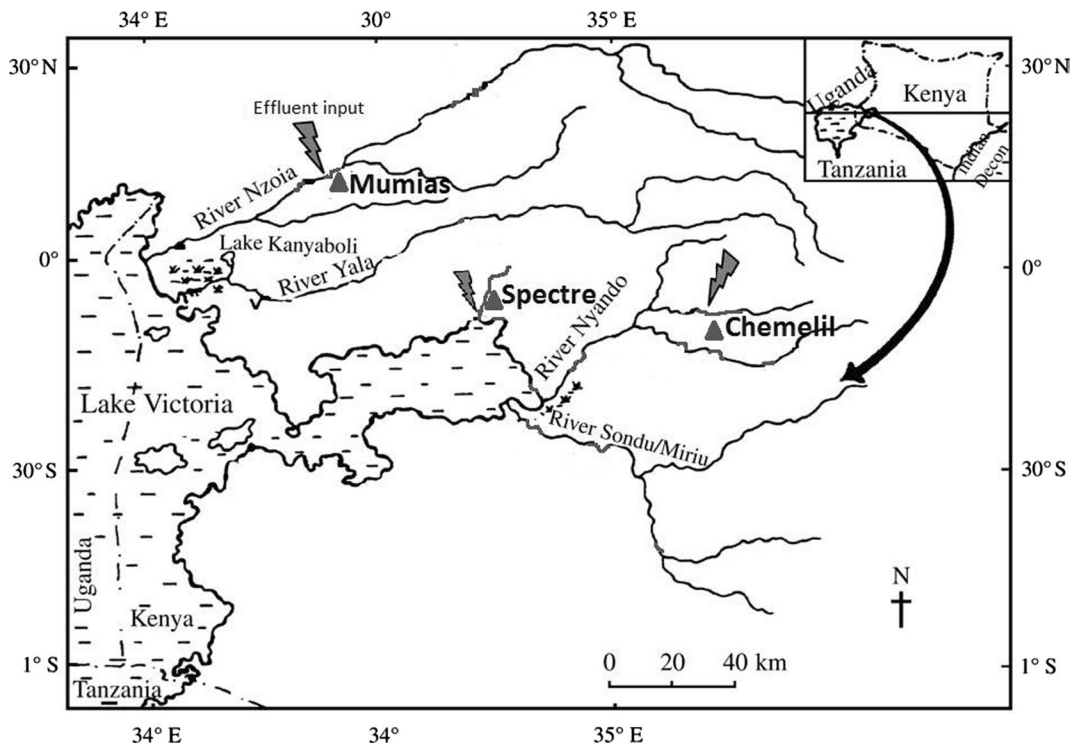 34° E
30°
35° E
30° N
30° N
Effluent input
Uganda
Kenya
Tanzania
Indian
Decon
River Nzoia
Mumias
Lake Kanyaboli
0°
0°
River Yala
Spectre
River Nyando
Chemelil
Lake Victoria
River Sondu/Miriu
30° S
30° S
Uganda
Kenya
N
0 20 40 km
1° S
1° S
Tanzania
34° E
34°
35° E